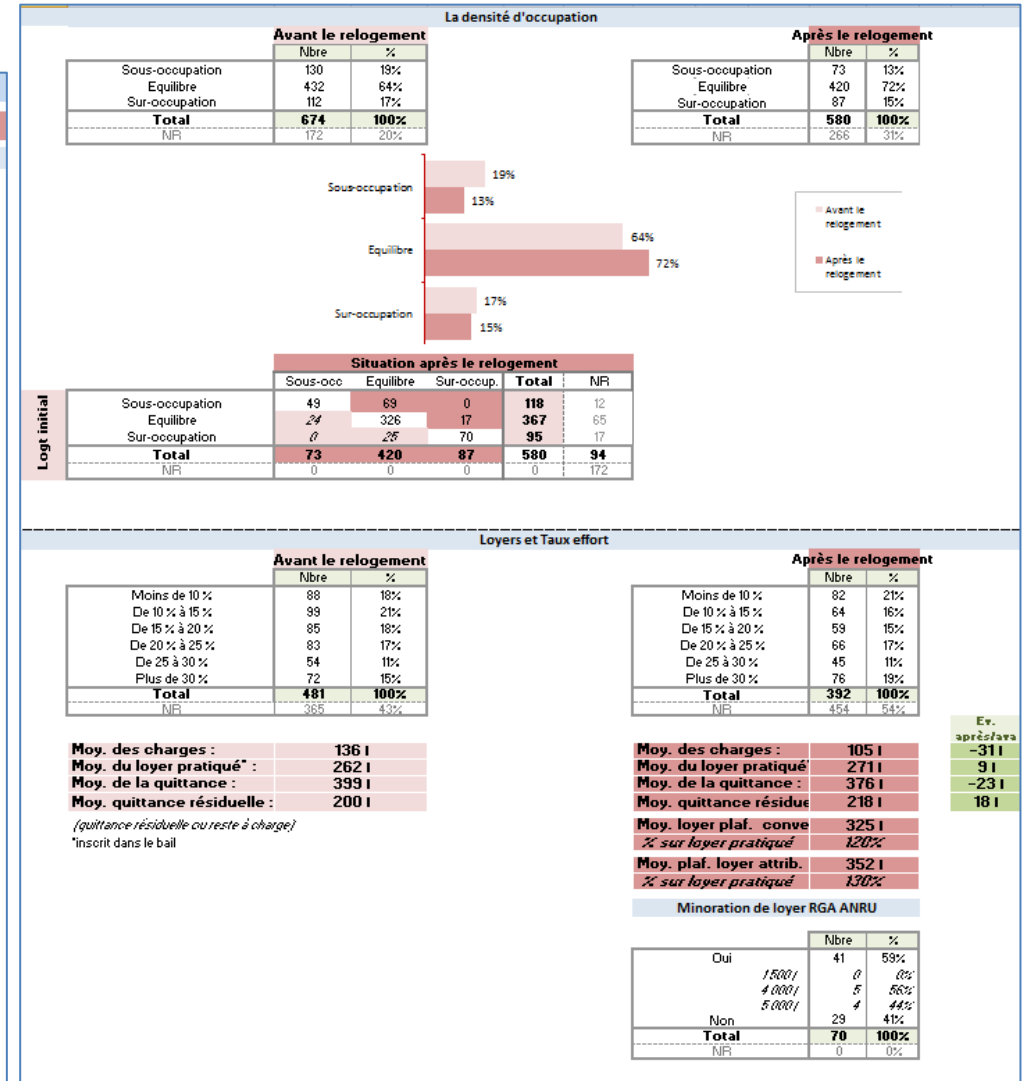 La densité d'occupation
Avant le relogement
Après le relogement
Nbre %
Nbre %
Sous-occupation 130 19%
Sous-occupation 73 13%
Equilibre 432 64%
Equilibre 420 72%
Sur-occupation 112 17%
Sur-occupation 87 15%
Total 674 100%
Total 580 100%
NR 172 20%
NR 266 31%
Sous-occupation
19%
13%
Equilibre
64%
72%
Sur-occupation
17%
15%
Avant le
relogement
Après le
relogement
Situation après le relogement
Sous-occ Equilibre Sur-occup. Total NR
Logt initial
Sous-occupation 49 69 0 118 12
Equilibre 24 326 17 367 65
Sur-occupation 0 25 70 95 17
Total 73 420 87 580 94
NR 0 0 0 0 172
Loyers et Taux effort
Avant le relogement
Après le relogement
Nbre %
Nbre %
Moins de 10 % 88 18%
Moins de 10 % 82 21%
De 10 % à 15 % 99 21%
De 10 % à 15 % 64 16%
De 15 % à 20 % 85 18%
De 15 % à 20 % 59 15%
De 20 % à 25 % 83 17%
De 20 % à 25 % 66 17%
De 25 à 30 % 54 11%
De 25 à 30 % 45 11%
Plus de 30 % 72 15%
Plus de 30 % 76 19%
Total 481 100%
Total 392 100%
NR 365 43%
NR 454 54%
Ev.
après/ava
Moy. des charges : 136 l
Moy. des charges : 105 l -31 l
Moy. du loyer pratiqué* : 262 l
Moy. du loyer pratiqué 271 l 9 l
Moy. de la quittance : 399 l
Moy. de la quittance : 376 l -23 l
Moy. quittance résiduelle : 200 l
Moy. quittance résidue 218 l 18 l
(quittance résiduelle ou reste à charge)
*inscrit dans le bail
Moy. loyer plaf. conve 325 l
% sur loyer pratiqué 120%
Moy. plaf. loyer attrib. 352 l
% sur loyer pratiqué 130%
Minoration de loyer RGA ANRU
Nbre %
Oui 41 59%
1 500 l 0 0%
4 000 l 5 56%
5 000 l 4 44%
Non 29 41%
Total 70 100%
NR 0 0%